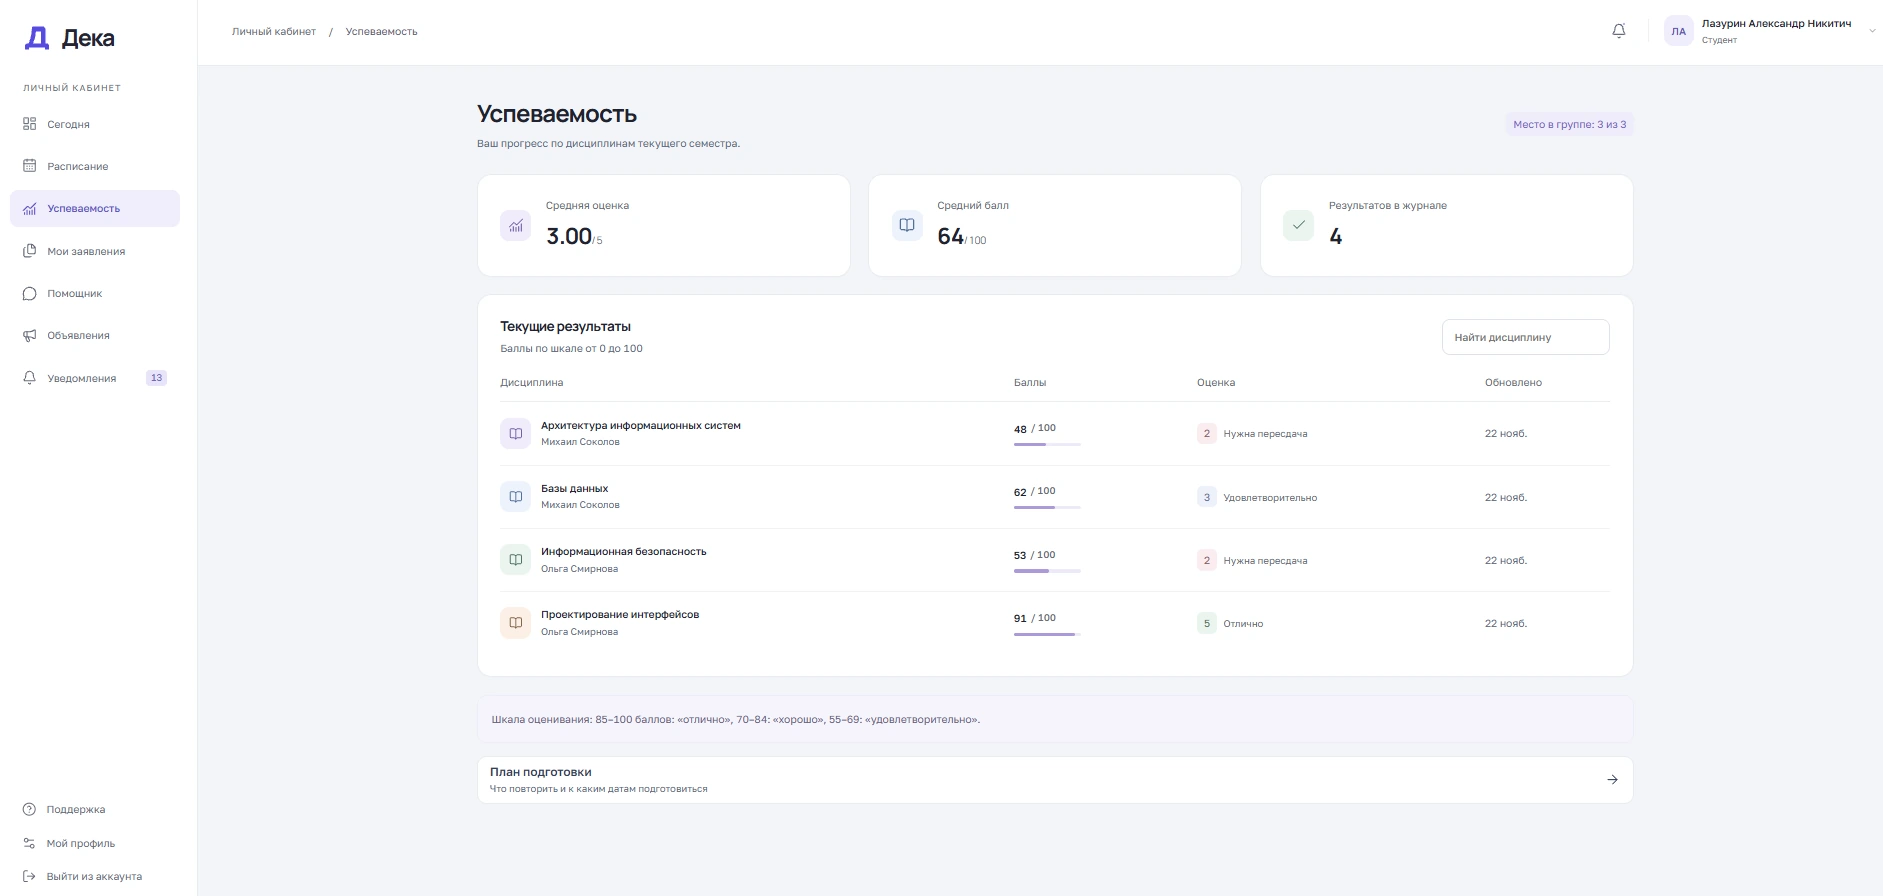 Д Дека
Личный кабинет / Успеваемость
ЛА
Лазурин Александр Никитич
Студент
ЛИЧНЫЙ КАБИНЕТ
Сегодня
Расписание
Успеваемость
Мои заявления
Помощник
Объявления
Уведомления 13
Поддержка
Мой профиль
Выйти из аккаунта
Успеваемость
Ваш прогресс по дисциплинам текущего семестра.
Место в группе: 3 из 3
Средняя оценка
3.00/5
Средний балл
64/100
Результатов в журнале
4
Текущие результаты
Баллы по шкале от 0 до 100
Найти дисциплину
Дисциплина Баллы Оценка Обновлено
Архитектура информационных систем
Михаил Соколов
48 / 100
2 Нужна пересдача
22 нояб.
Базы данных
Михаил Соколов
62 / 100
3 Удовлетворительно
22 нояб.
Информационная безопасность
Ольга Смирнова
53 / 100
2 Нужна пересдача
22 нояб.
Проектирование интерфейсов
Ольга Смирнова
91 / 100
5 Отлично
22 нояб.
Шкала оценивания: 85–100 баллов: «отлично», 70–84: «хорошо», 55–69: «удовлетворительно».
План подготовки
Что повторить и к каким датам подготовиться